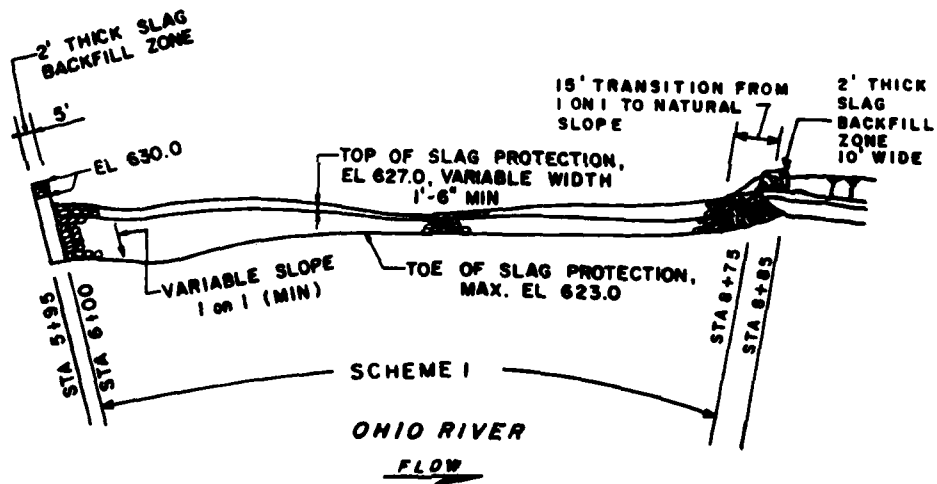 2' THICK SLAG
BACKFILL ZONE
5'
EL 630.0
TOP OF SLAG PROTECTION,
EL 627.0, VARIABLE WIDTH
1'-6" MIN
15' TRANSITION FROM
1 ON 1 TO NATURAL
SLOPE
2' THICK
SLAG
BACKFILL
ZONE
10' WIDE
VARIABLE SLOPE
1 on 1 (MIN)
TOE OF SLAG PROTECTION,
MAX. EL 623.0
STA 5+95
STA 6+00
STA 8+75
STA 8+85
SCHEME I
OHIO RIVER
FLOW